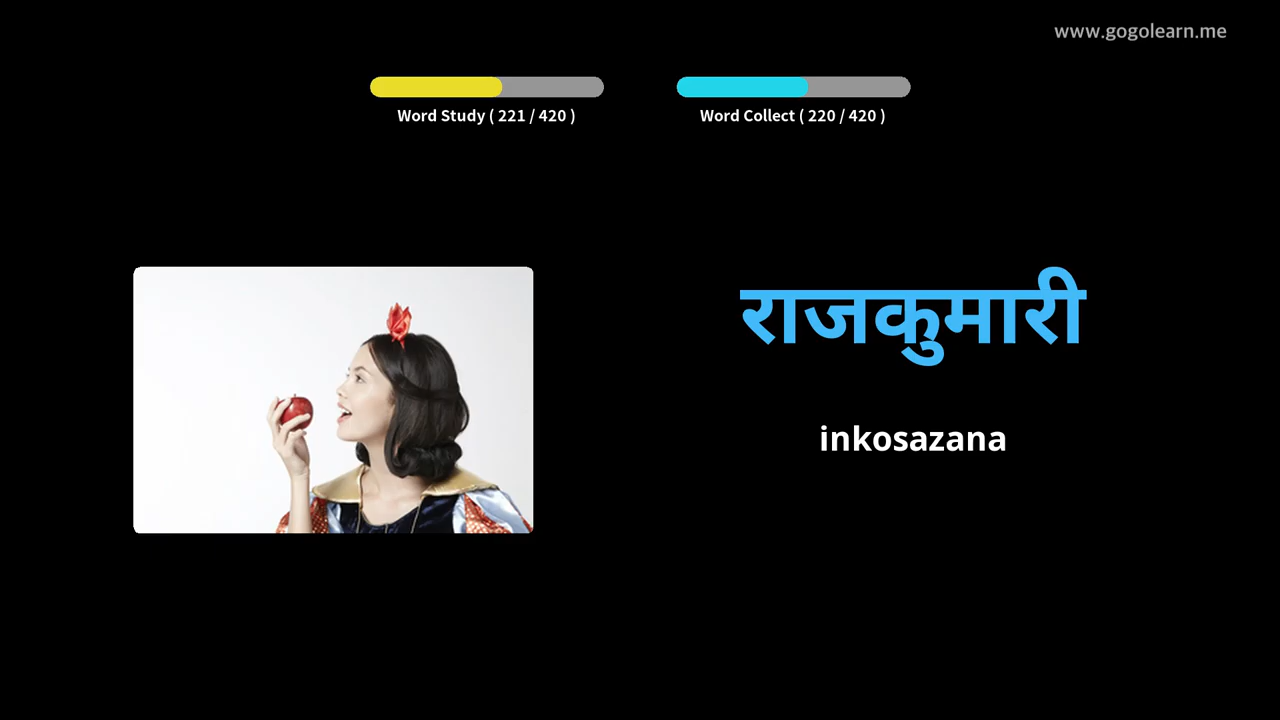 www.gogolearn.me
Word Study ( 221 / 420 )
Word Collect ( 220 / 420 )
राजकुमारी
inkosazana